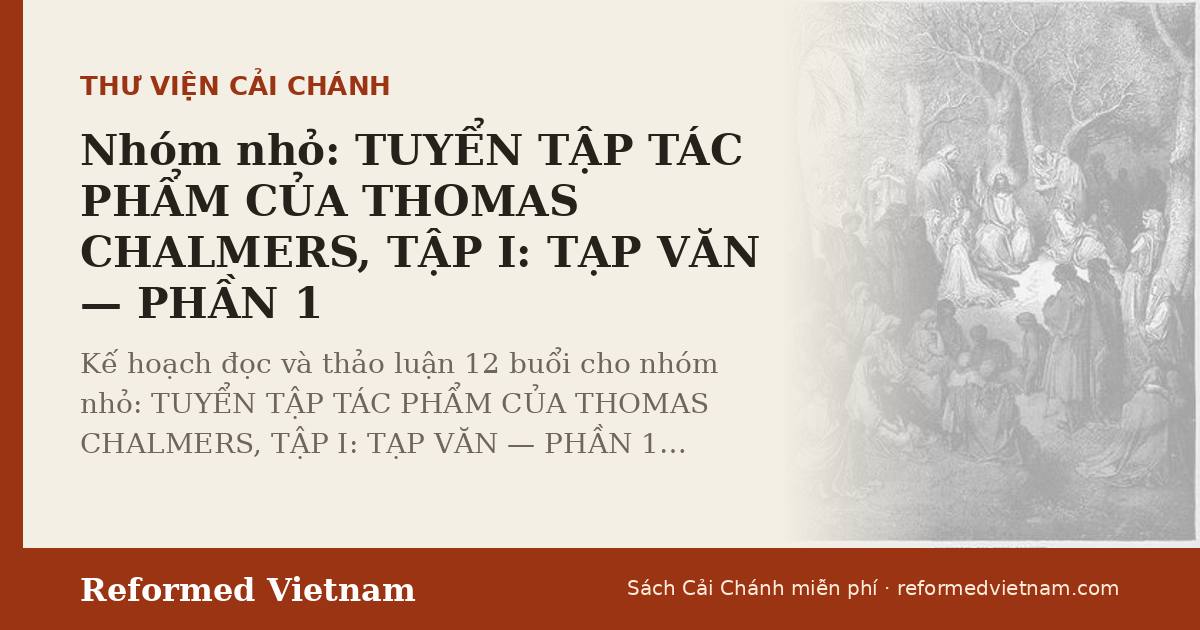 THƯ VIỆN CẢI CHÁNH
Nhóm nhỏ: TUYỂN TẬP TÁC
PHẨM CỦA THOMAS
CHALMERS, TẬP I: TẠP VĂN
— PHẦN 1
Kế hoạch đọc và thảo luận 12 buổi cho nhóm
nhỏ: TUYỂN TẬP TÁC PHẨM CỦA THOMAS
CHALMERS, TẬP I: TẠP VĂN — PHẦN 1...
Reformed Vietnam
Sách Cải Chánh miễn phí · reformedvietnam.com